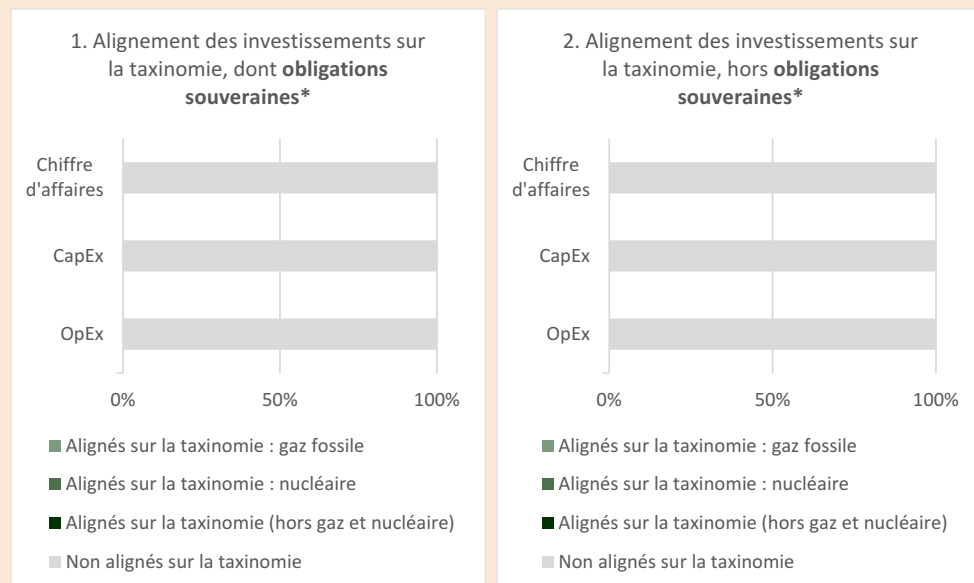 1. Alignement des investissements sur
la taxinomie, dont obligations
souveraines*
Chiffre
d'affaires
CapEx
OpEx
0%
50%
100%
Alignés sur la taxinomie : gaz fossile
Alignés sur la taxinomie : nucléaire
Alignés sur la taxinomie (hors gaz et nucléaire)
Non alignés sur la taxinomie
2. Alignement des investissements sur
la taxinomie, hors obligations
souveraines*
Chiffre
d'affaires
CapEx
OpEx
0%
50%
100%
Alignés sur la taxinomie : gaz fossile
Alignés sur la taxinomie : nucléaire
Alignés sur la taxinomie (hors gaz et nucléaire)
Non alignés sur la taxinomie